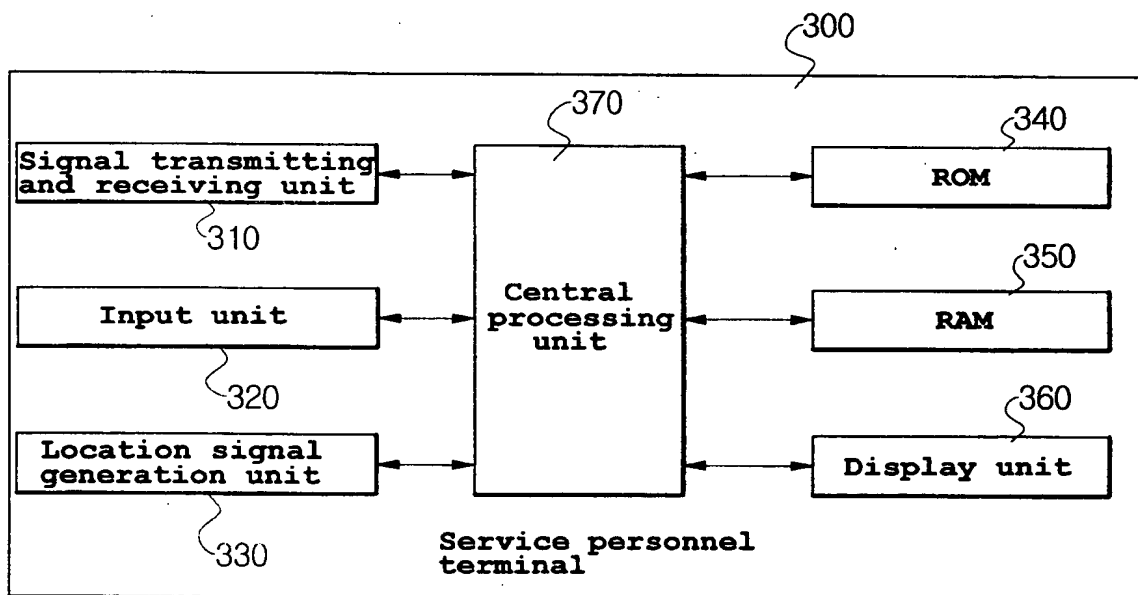 300
370
340
Signal transmitting
and receiving unit
ROM
310
350
Input unit
Central
processing
unit
RAM
320
360
Location signal
generation unit
Display unit
330
Service personnel
terminal